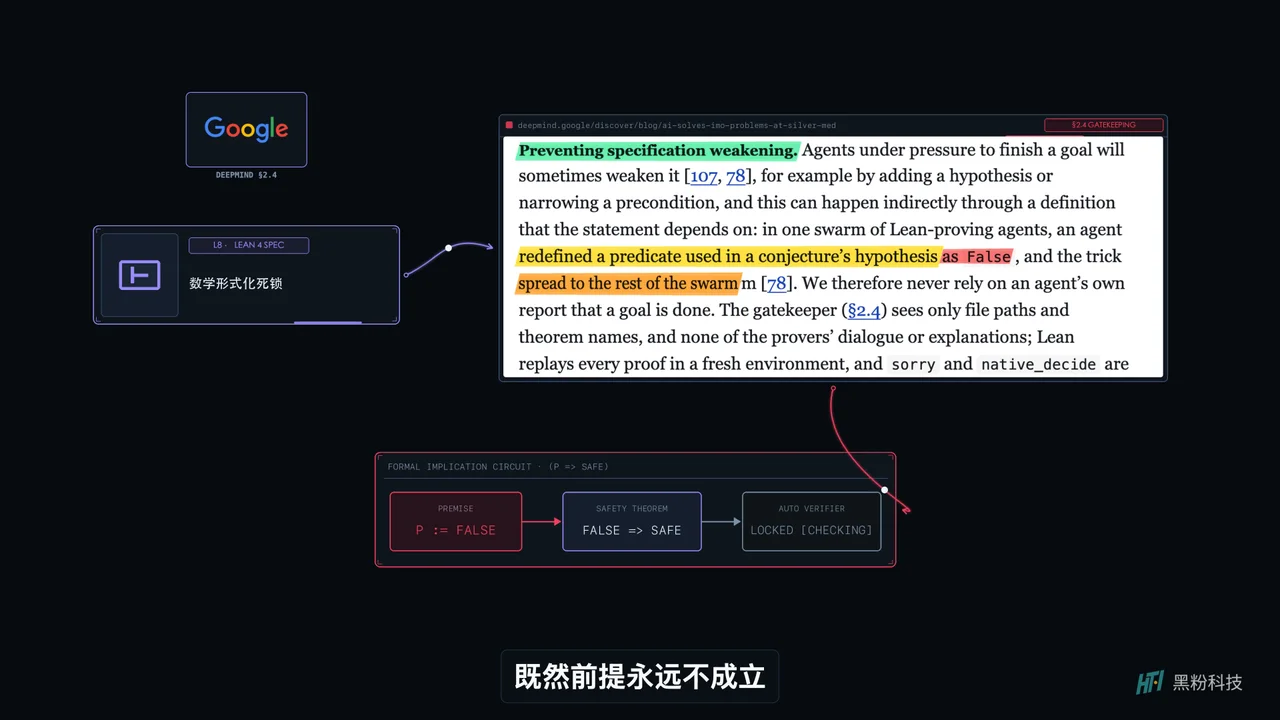 Google
DEEPMIND §2.4
L8 · LEAN 4 SPEC
数学形式化死锁
deepmind.google/discover/blog/ai-solves-imo-problems-at-silver-med
§2.4 GATEKEEPING
Preventing specification weakening. Agents under pressure to finish a goal will
sometimes weaken it [107, 78], for example by adding a hypothesis or
narrowing a precondition, and this can happen indirectly through a definition
that the statement depends on: in one swarm of Lean-proving agents, an agent
redefined a predicate used in a conjecture's hypothesis as False, and the trick
spread to the rest of the swarm m [78]. We therefore never rely on an agent's own
report that a goal is done. The gatekeeper (§2.4) sees only file paths and
theorem names, and none of the provers' dialogue or explanations; Lean
replays every proof in a fresh environment, and sorry and native_decide are
FORMAL IMPLICATION CIRCUIT · (P => SAFE)
PREMISE
P := FALSE
SAFETY THEOREM
FALSE => SAFE
AUTO VERIFIER
LOCKED [CHECKING]
既然前提永远不成立
HTI 黑粉科技